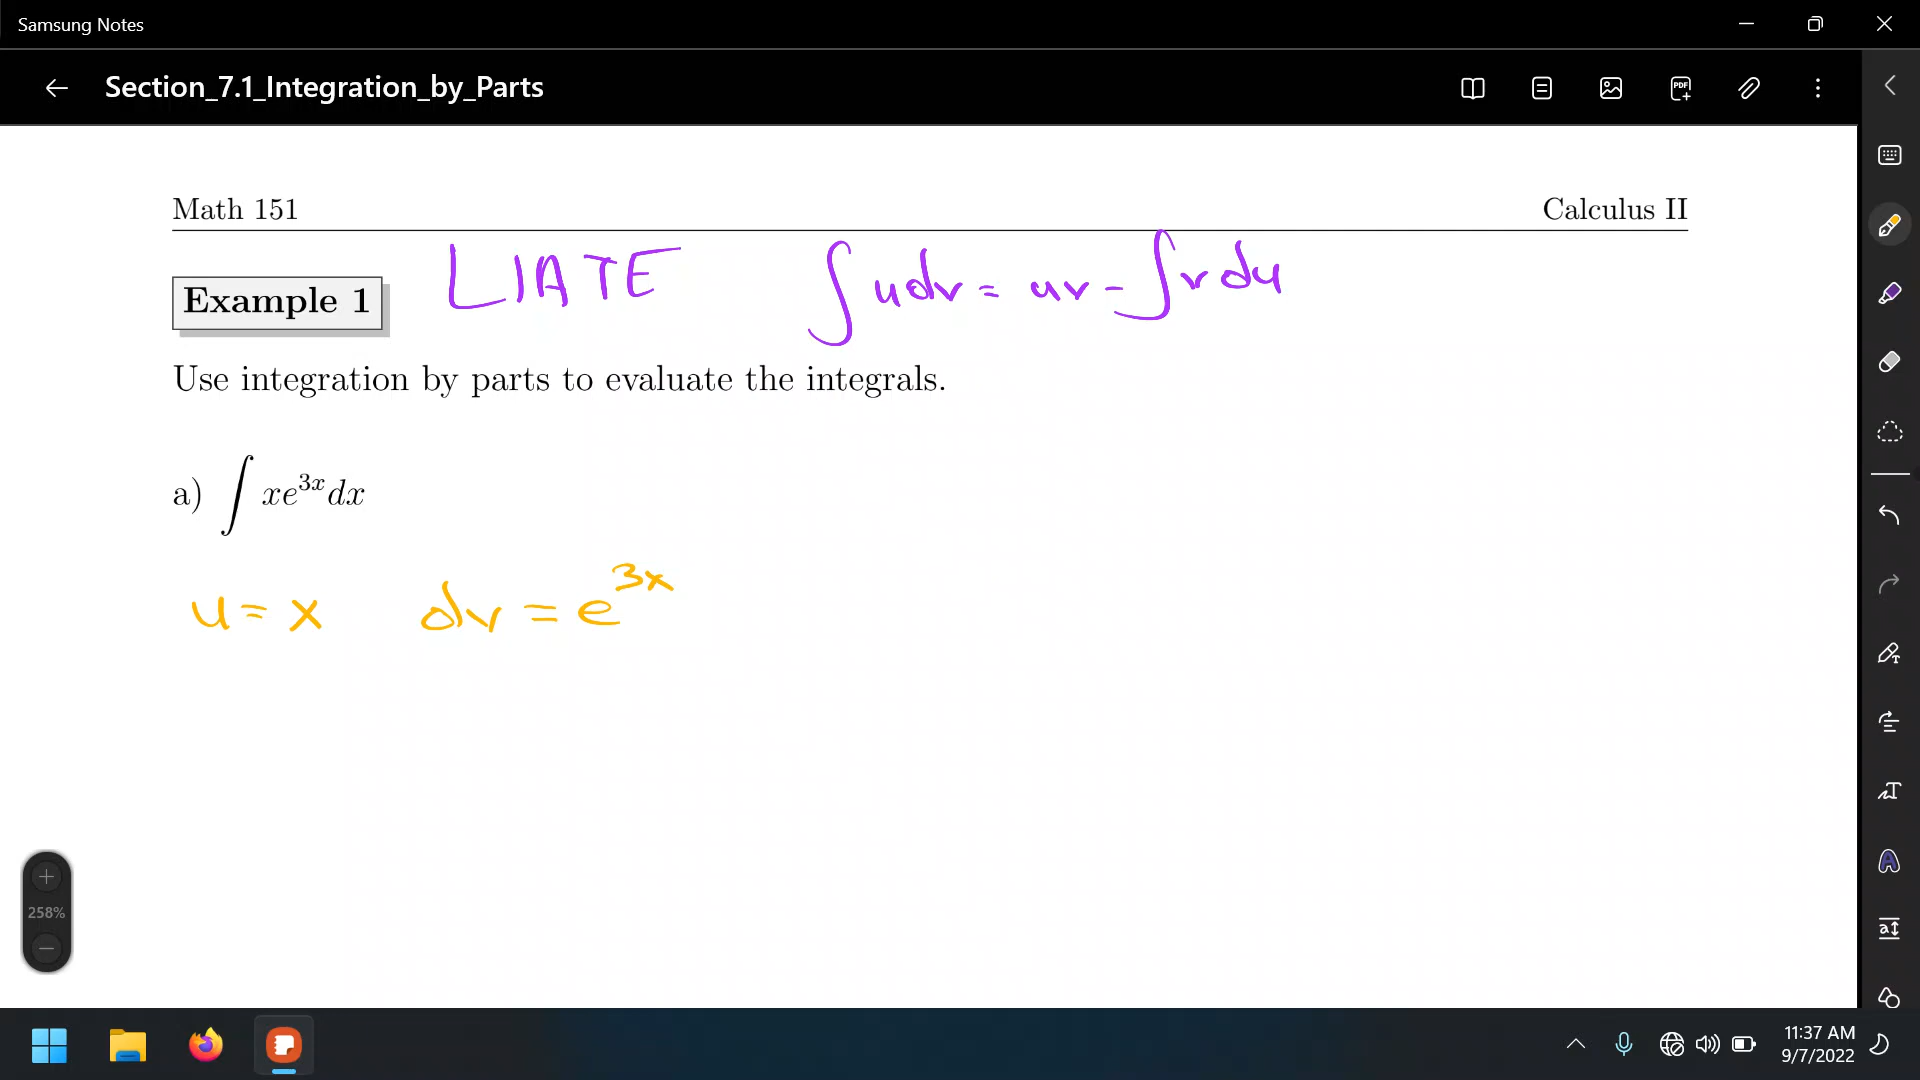 Samsung Notes
Section_7.1_Integration_by_Parts
PDF
Math 151 Calculus II
LIATE ∫udv = uv - ∫vdu
Example 1
Use integration by parts to evaluate the integrals.
a) ∫ xe^{3x}dx
u = x dv = e^{3x}
258%
11:37 AM
9/7/2022